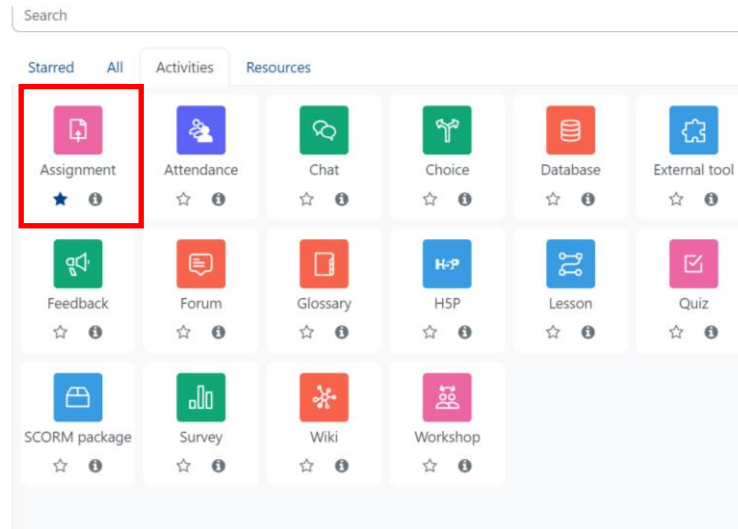 Search
Starred All Activities Resources
Assignment Attendance Chat Choice Database External tool
Feedback Forum Glossary H5P Lesson Quiz
SCORM package Survey Wiki Workshop